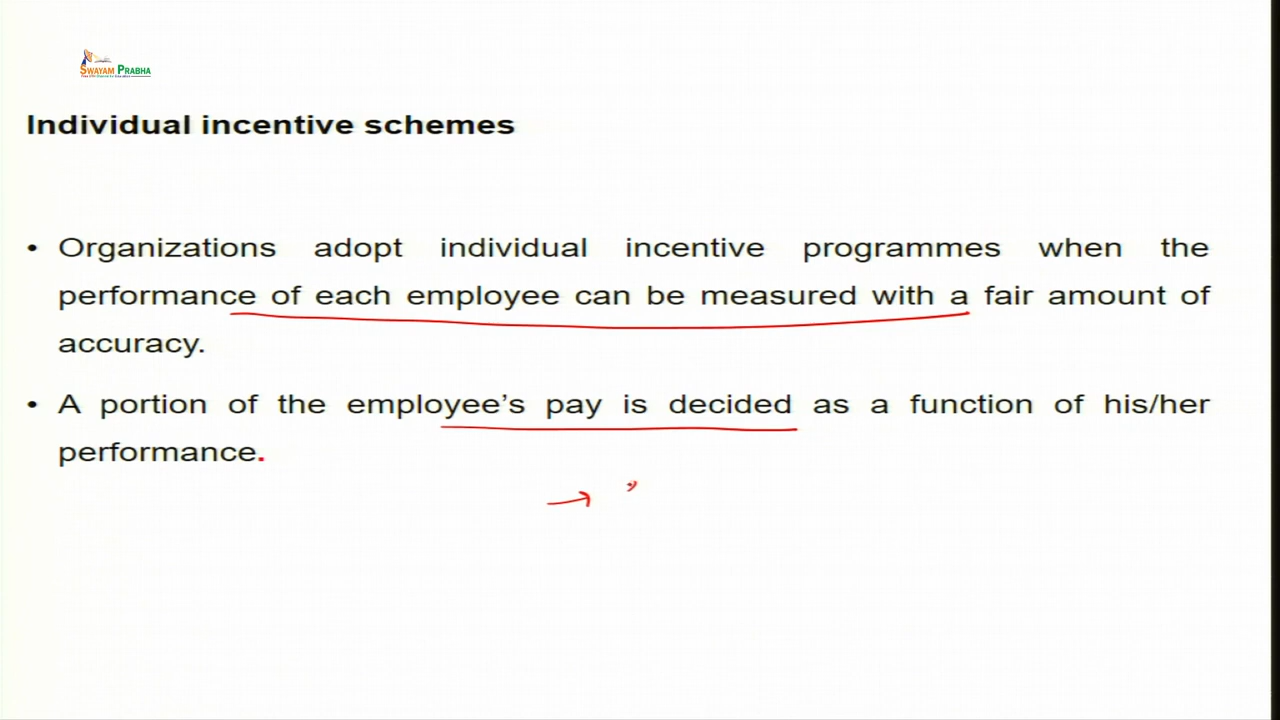 SWAYAM PRABHA
Individual incentive schemes
• Organizations adopt individual incentive programmes when the
performance of each employee can be measured with a fair amount of
accuracy.
• A portion of the employee’s pay is decided as a function of his/her
performance.